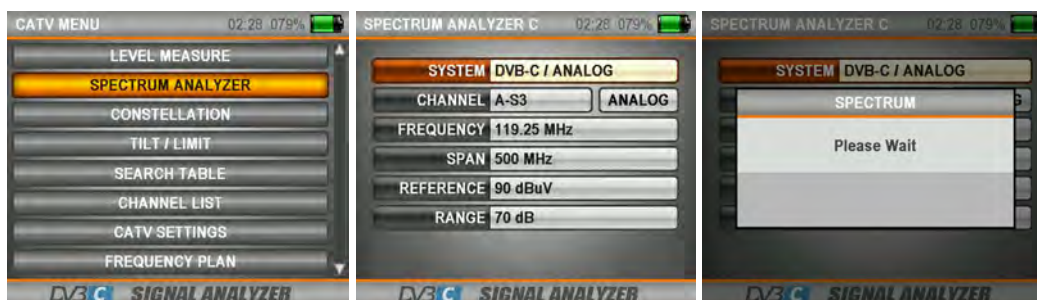 CATV MENU 02:28 079%
LEVEL MEASURE
SPECTRUM ANALYZER
CONSTELLATION
TILT / LIMIT
SEARCH TABLE
CHANNEL LIST
CATV SETTINGS
FREQUENCY PLAN
DVB C SIGNAL ANALYZER
SPECTRUM ANALYZER C 02:28 079%
SYSTEM DVB-C / ANALOG
CHANNEL A-S3 ANALOG
FREQUENCY 119.25 MHz
SPAN 500 MHz
REFERENCE 90 dBuV
RANGE 70 dB
DVB C SIGNAL ANALYZER
SPECTRUM ANALYZER C 02:28 079%
SYSTEM DVB-C / ANALOG
SPECTRUM
Please Wait
DVB C SIGNAL ANALYZER